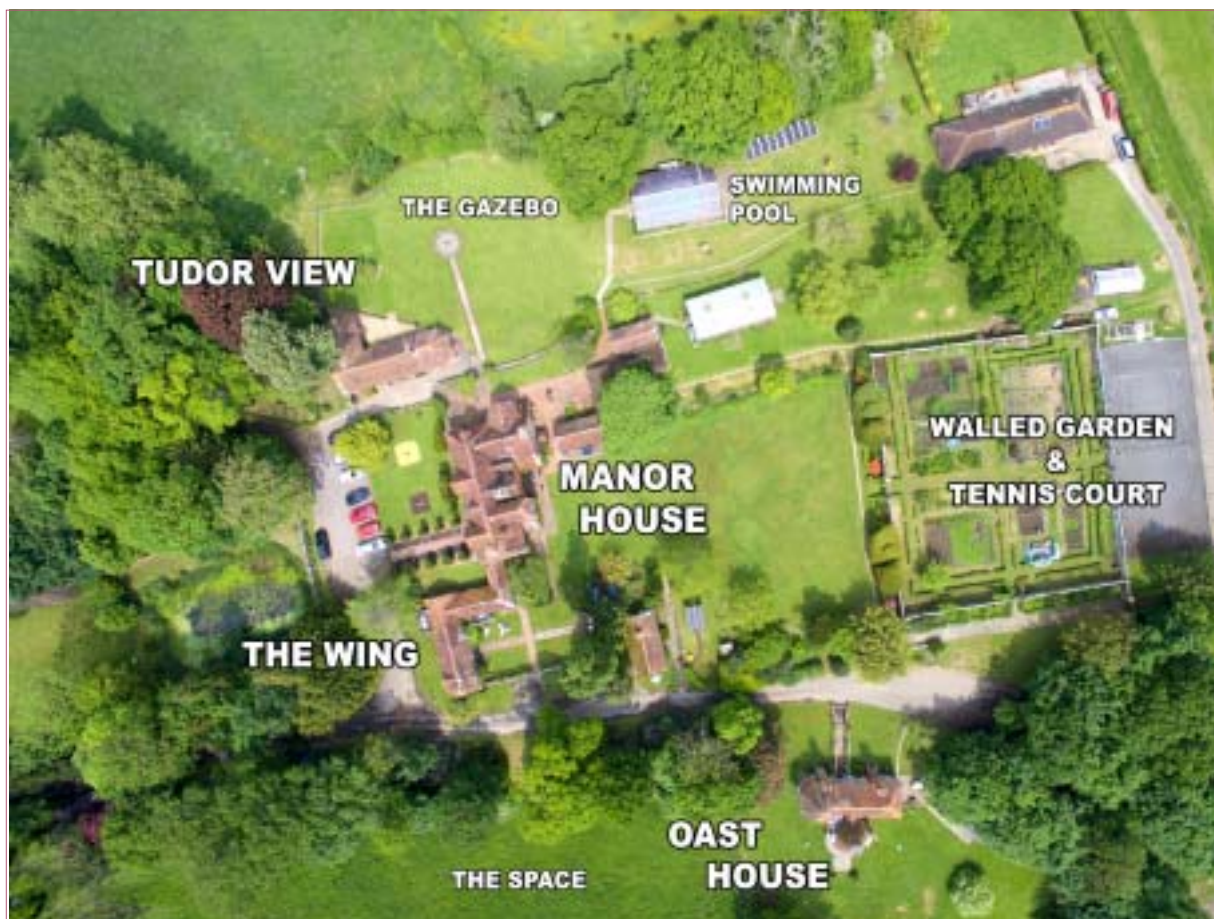 THE GAZEBO
SWIMMING
POOL
TUDOR VIEW
WALLED GARDEN
&
TENNIS COURT
MANOR
HOUSE
THE WING
OAST
HOUSE
THE SPACE